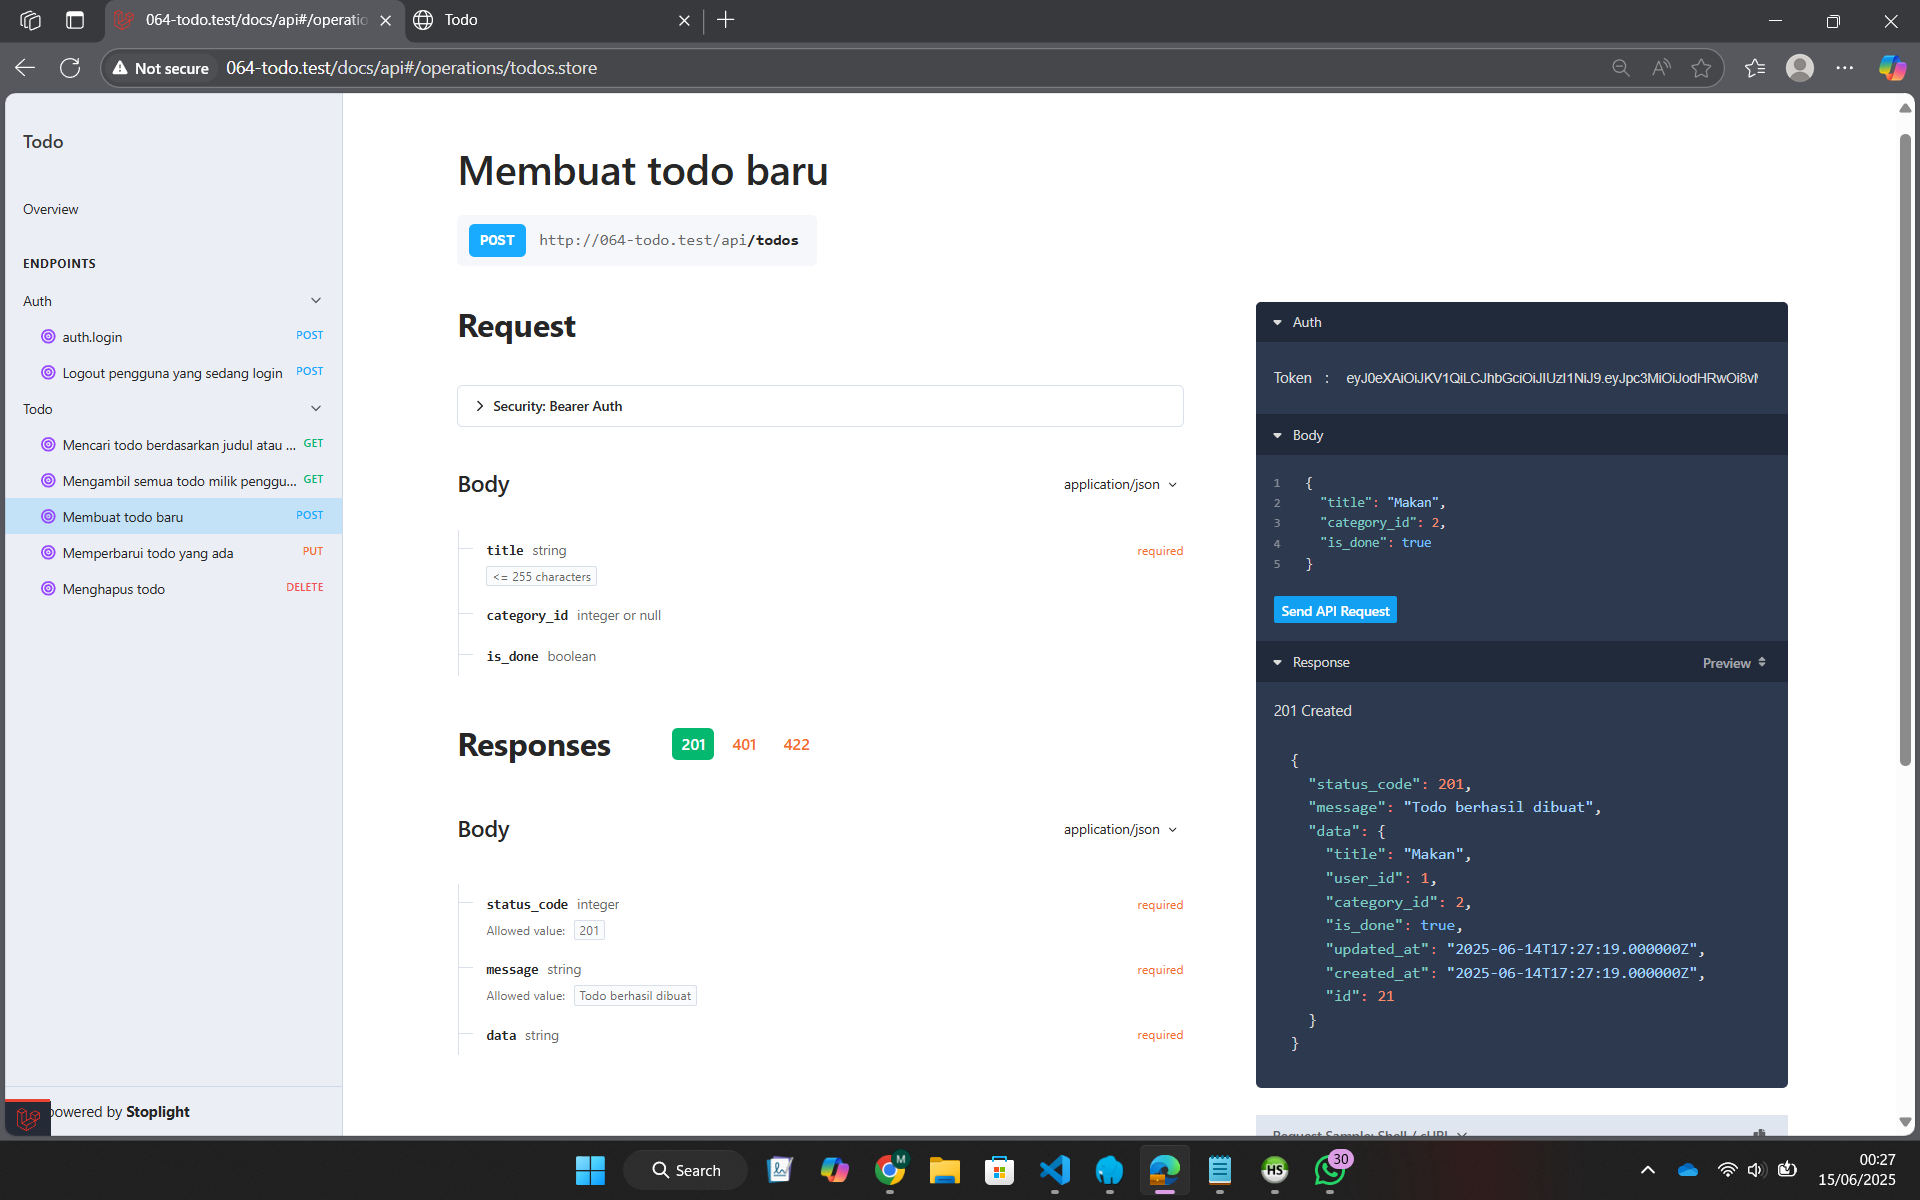 064-todo.test/docs/api#/operatio
Todo
Not secure
064-todo.test/docs/api#/operations/todos.store
Todo
Overview
ENDPOINTS
Auth
auth.login POST
Logout pengguna yang sedang login POST
Todo
Mencari todo berdasarkan judul atau ... GET
Mengambil semua todo milik penggu... GET
Membuat todo baru POST
Memperbarui todo yang ada PUT
Menghapus todo DELETE
powered by Stoplight
Membuat todo baru
POST http://064-todo.test/api/todos
Request
Security: Bearer Auth
Body application/json
title string required
<= 255 characters
category_id integer or null
is_done boolean
Responses 201 401 422
Body application/json
status_code integer required
Allowed value: 201
message string required
Allowed value: Todo berhasil dibuat
data string required
Auth
Token : eyJ0eXAiOiJKV1QiLCJhbGciOiJIUzI1NiJ9.eyJpc3MiOiJodHRwOi8v
Body
1 {
2 "title": "Makan",
3 "category_id": 2,
4 "is_done": true
5 }
Send API Request
Response Preview
201 Created
{
"status_code": 201,
"message": "Todo berhasil dibuat",
"data": {
"title": "Makan",
"user_id": 1,
"category_id": 2,
"is_done": true,
"updated_at": "2025-06-14T17:27:19.000000Z",
"created_at": "2025-06-14T17:27:19.000000Z",
"id": 21
}
}
Request Sample: Shell / cURL
Search
M
HS
30
00:27
15/06/2025